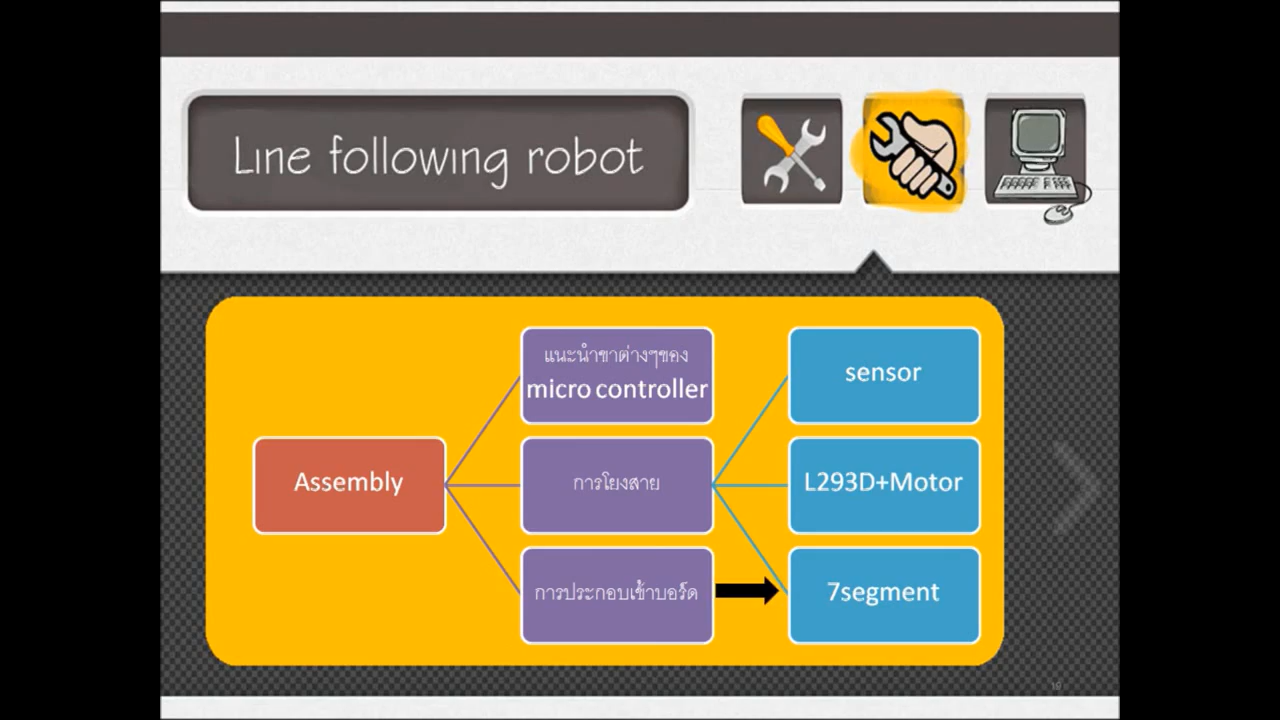 Line following robot
แนะนำขาต่างๆของ
micro controller
sensor
Assembly
การโยงสาย
L293D+Motor
การประกอบเข้าบอร์ด
7segment
19